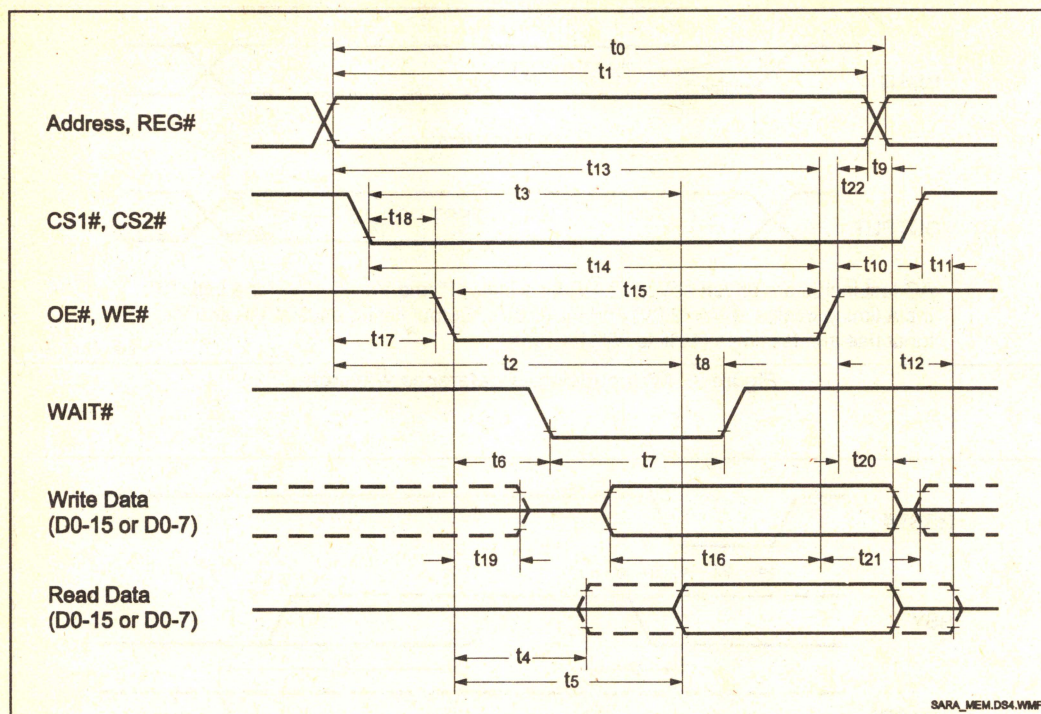 t0
t1
Address, REG#
t13
t22
t9
t3
CS1#, CS2#
t18
t14
t10
t11
t15
OE#, WE#
t17
t2
t8
t12
WAIT#
t6
t7
t20
Write Data
(D0-15 or D0-7)
t19
t16
t21
Read Data
(D0-15 or D0-7)
t4
t5
SARA_MEM.DS4.WMF